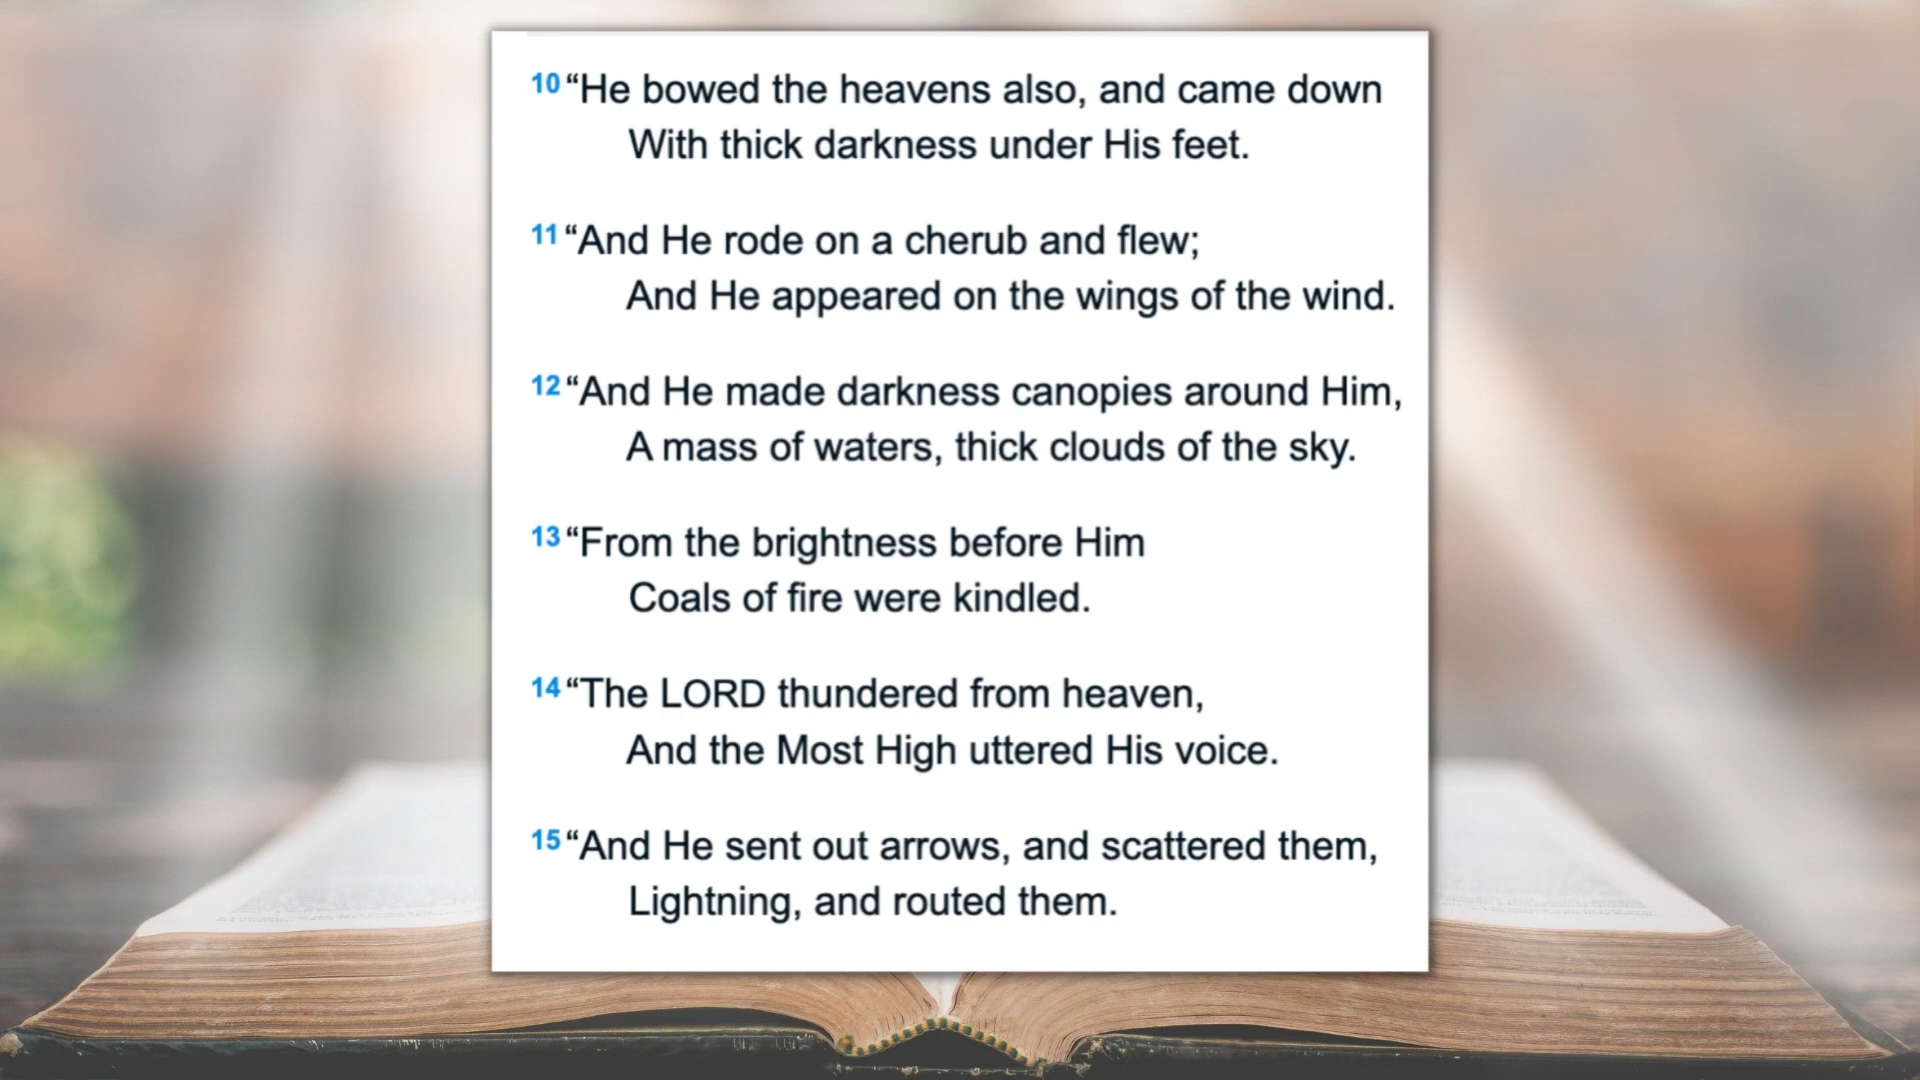 10 “He bowed the heavens also, and came down
With thick darkness under His feet.
11 “And He rode on a cherub and flew;
And He appeared on the wings of the wind.
12 “And He made darkness canopies around Him,
A mass of waters, thick clouds of the sky.
13 “From the brightness before Him
Coals of fire were kindled.
14 “The LORD thundered from heaven,
And the Most High uttered His voice.
15 “And He sent out arrows, and scattered them,
Lightning, and routed them.